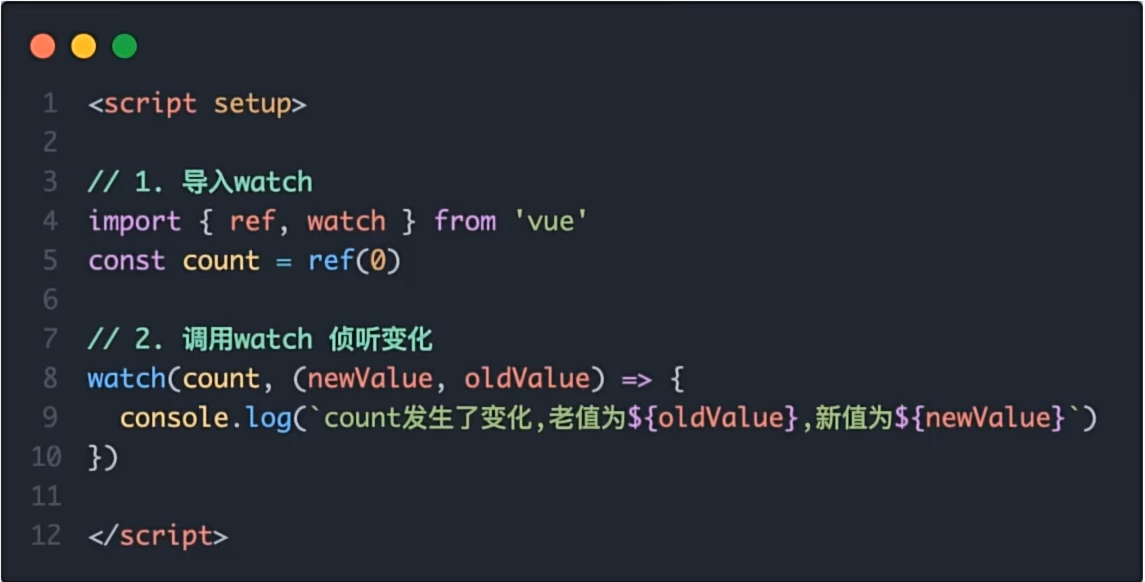 1 <script setup>
2
3 // 1. 导入watch
4 import { ref, watch } from 'vue'
5 const count = ref(0)
6
7 // 2. 调用watch 侦听变化
8 watch(count, (newValue, oldValue) => {
9   console.log(`count发生了变化,老值为${oldValue},新值为${newValue}`)
10 })
11
12 </script>